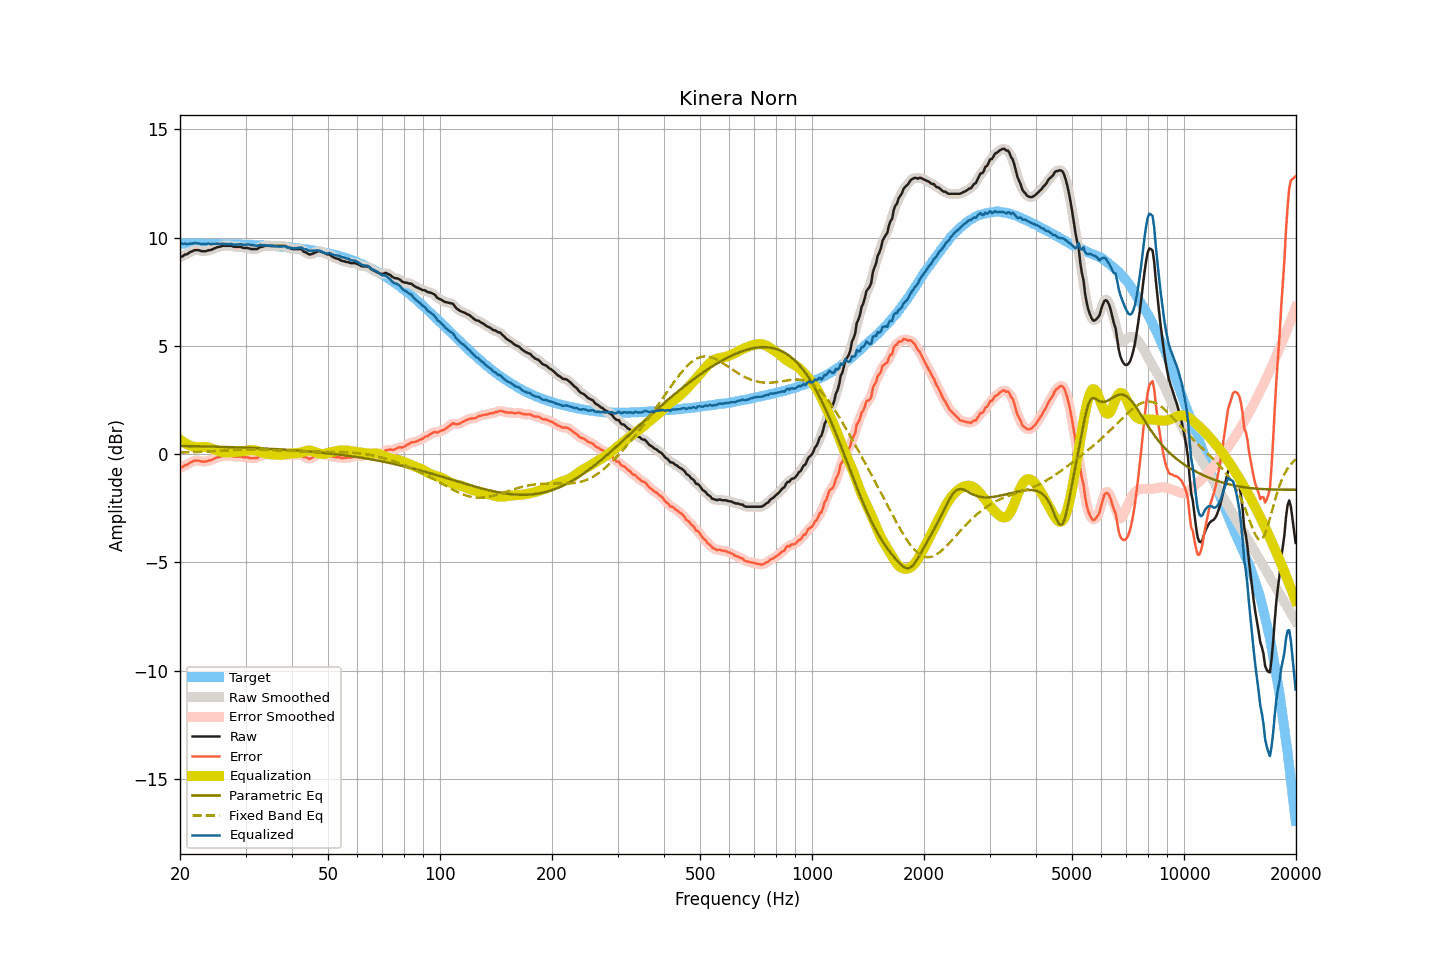 Kinera Norn
15
10
5
0
−5
−10
−15
Amplitude (dBr)
Target
Raw Smoothed
Error Smoothed
Raw
Error
Equalization
Parametric Eq
Fixed Band Eq
Equalized
20 50 100 200 500 1000 2000 5000 10000 20000
Frequency (Hz)